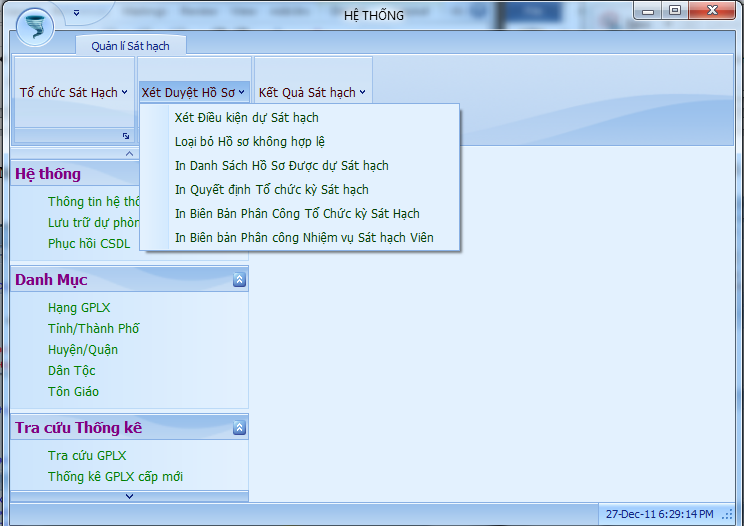 HỆ THỐNG
Quản lí Sát hạch
Tổ chức Sát Hạch
Xét Duyệt Hồ Sơ
Kết Quả Sát hạch
Xét Điều kiện dự Sát hạch
Loại bỏ Hồ sơ không hợp lệ
In Danh Sách Hồ Sơ Được dự Sát hạch
In Quyết định Tổ chức kỳ Sát hạch
In Biên Bản Phân Công Tổ Chức kỳ Sát Hạch
In Biên bản Phân công Nhiệm vụ Sát hạch Viên
Hệ thống
Thông tin hệ thố
Lưu trữ dự phòn
Phục hồi CSDL
Danh Mục
Hạng GPLX
Tỉnh/Thành Phố
Huyện/Quận
Dân Tộc
Tôn Giáo
Tra cứu Thống kê
Tra cứu GPLX
Thống kê GPLX cấp mới
27-Dec-11 6:29:14 PM